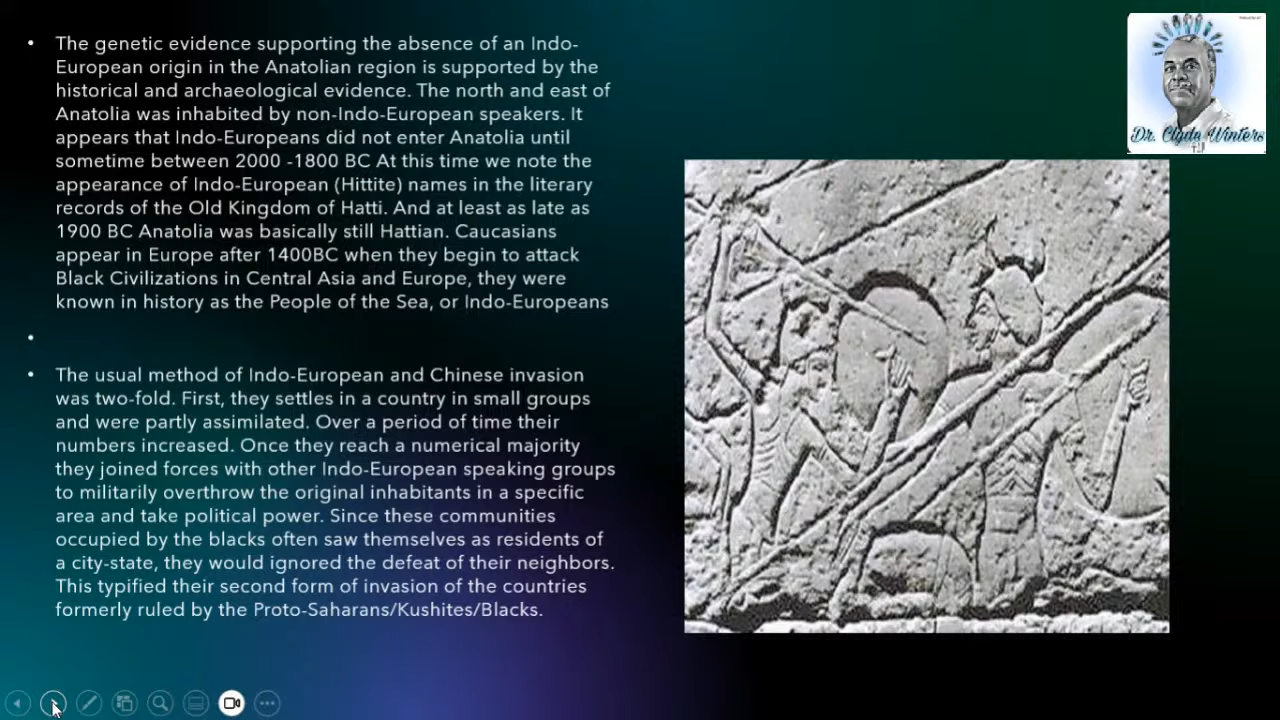 • The genetic evidence supporting the absence of an Indo-
European origin in the Anatolian region is supported by the
historical and archaeological evidence. The north and east of
Anatolia was inhabited by non-Indo-European speakers. It
appears that Indo-Europeans did not enter Anatolia until
sometime between 2000 -1800 BC At this time we note the
appearance of Indo-European (Hittite) names in the literary
records of the Old Kingdom of Hatti. And at least as late as
1900 BC Anatolia was basically still Hattian. Caucasians
appear in Europe after 1400BC when they begin to attack
Black Civilizations in Central Asia and Europe, they were
known in history as the People of the Sea, or Indo-Europeans
•
• The usual method of Indo-European and Chinese invasion
was two-fold. First, they settles in a country in small groups
and were partly assimilated. Over a period of time their
numbers increased. Once they reach a numerical majority
they joined forces with other Indo-European speaking groups
to militarily overthrow the original inhabitants in a specific
area and take political power. Since these communities
occupied by the blacks often saw themselves as residents of
a city-state, they would ignored the defeat of their neighbors.
This typified their second form of invasion of the countries
formerly ruled by the Proto-Saharans/Kushites/Blacks.
Dr. Clyde Winters